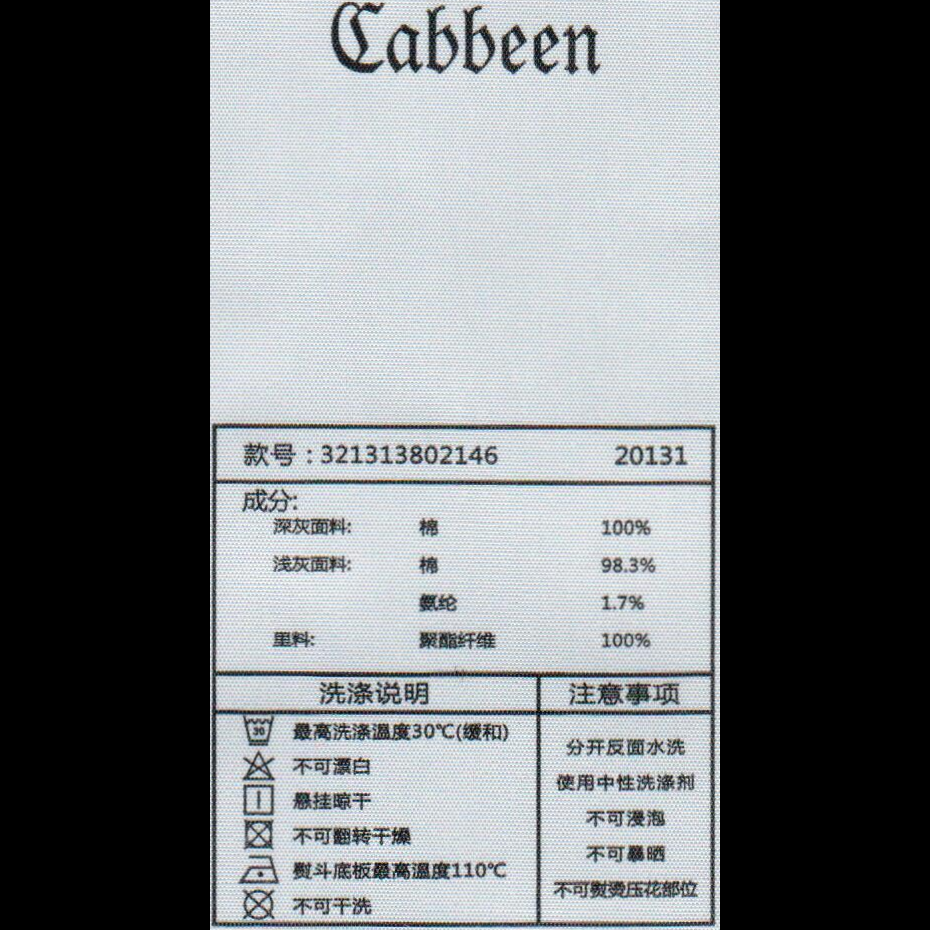 Cabbeen
款号：321313802146 20131
成分:
深灰面料: 棉 100%
浅灰面料: 棉 98.3%
氨纶 1.7%
里料: 聚酯纤维 100%
洗涤说明 注意事项
30 最高洗涤温度30℃(缓和)
不可漂白
悬挂晾干
不可翻转干燥
熨斗底板最高温度110℃
不可干洗
分开反面水洗
使用中性洗涤剂
不可浸泡
不可暴晒
不可熨烫压花部位